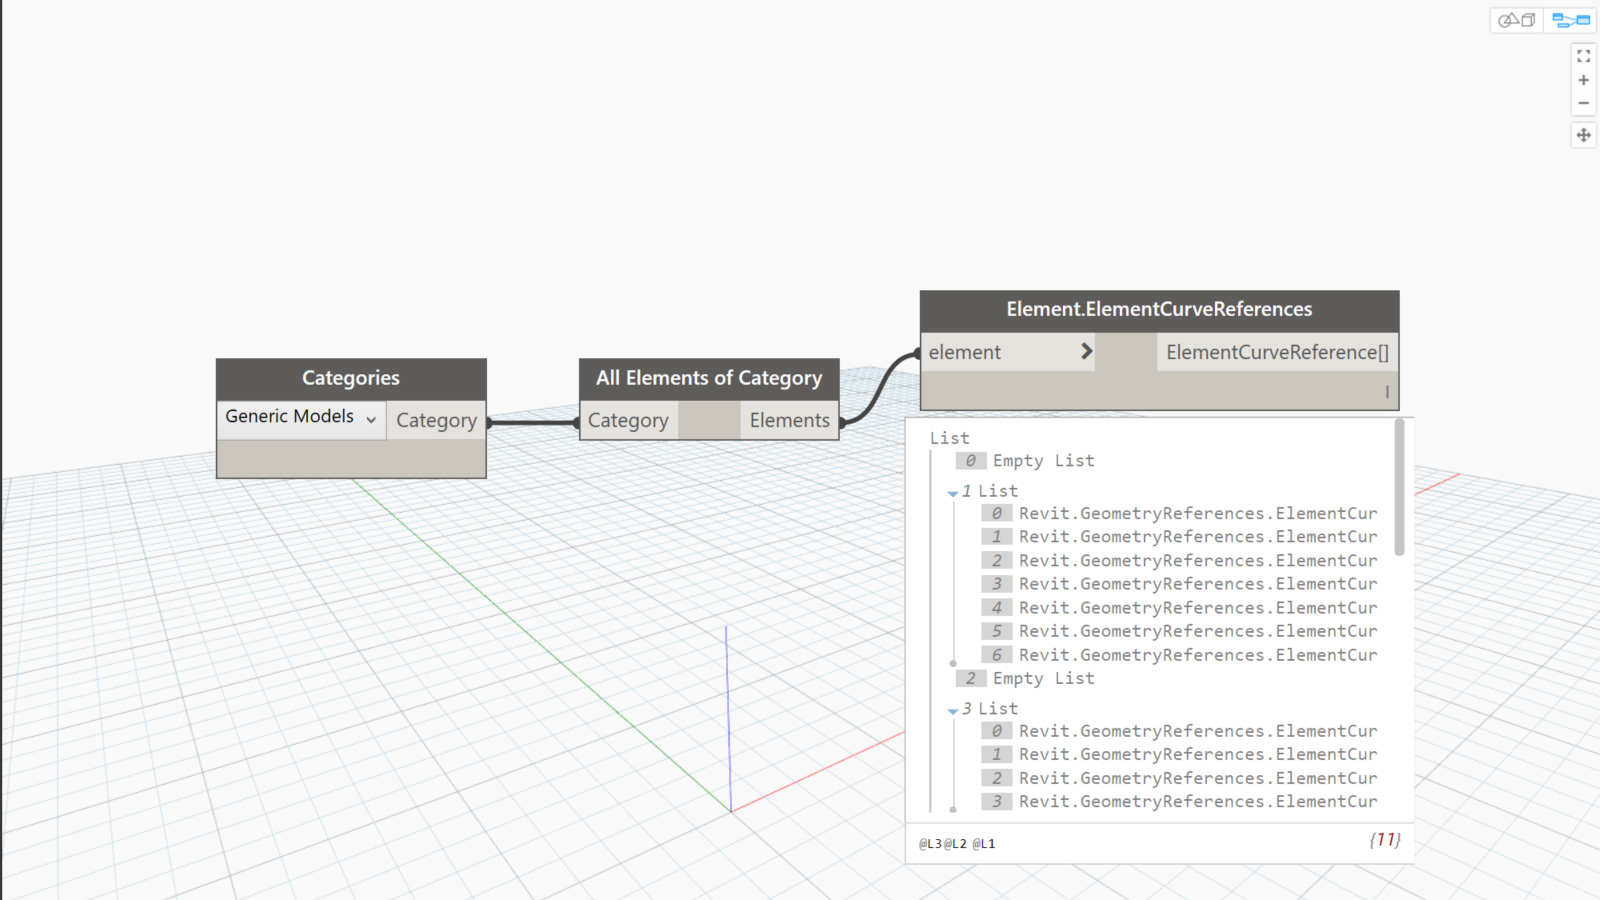 Element.ElementCurveReferences
element
ElementCurveReference[]
Categories
Generic Models
Category
All Elements of Category
Category
Elements
List
0 Empty List
1 List
0 Revit.GeometryReferences.ElementCur
1 Revit.GeometryReferences.ElementCur
2 Revit.GeometryReferences.ElementCur
3 Revit.GeometryReferences.ElementCur
4 Revit.GeometryReferences.ElementCur
5 Revit.GeometryReferences.ElementCur
6 Revit.GeometryReferences.ElementCur
2 Empty List
3 List
0 Revit.GeometryReferences.ElementCur
1 Revit.GeometryReferences.ElementCur
2 Revit.GeometryReferences.ElementCur
3 Revit.GeometryReferences.ElementCur
@L3 @L2 @L1
{11}